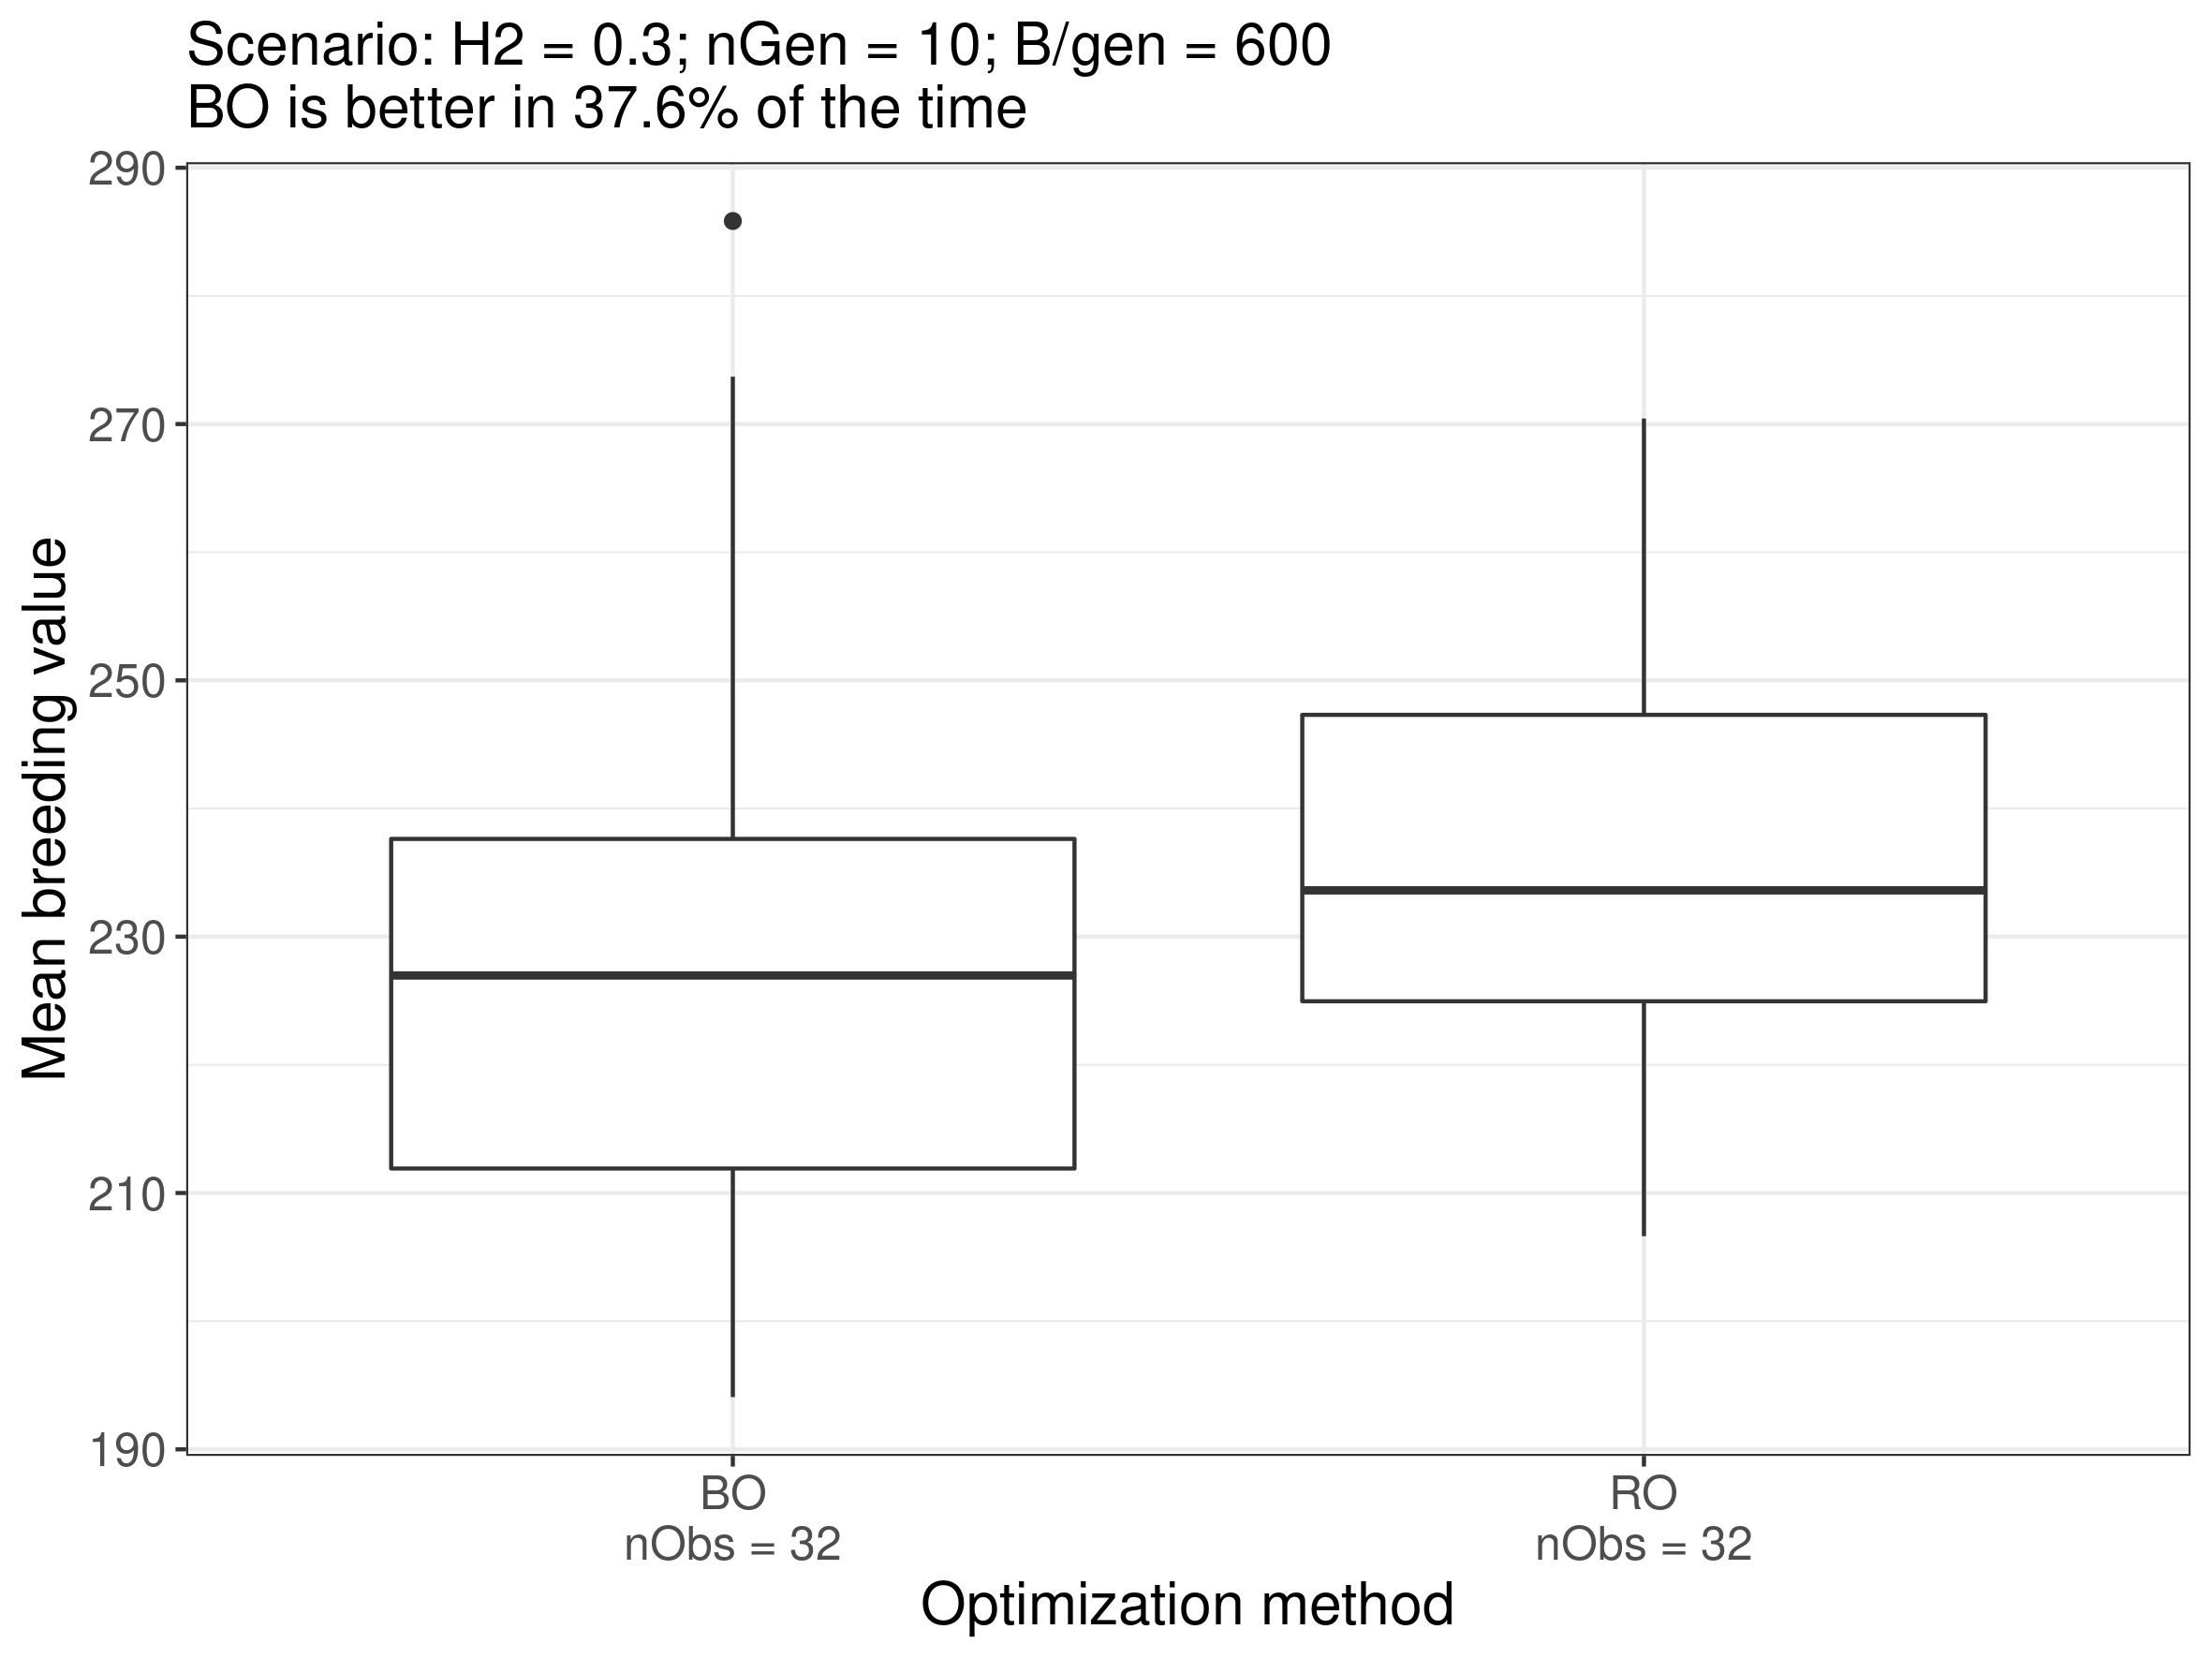 Scenario: H2 = 0.3; nGen = 10; B/gen = 600
BO is better in 37.6% of the time
Mean breeding value
290
270
250
230
210
190
BO
nObs = 32
RO
nObs = 32
Optimization method